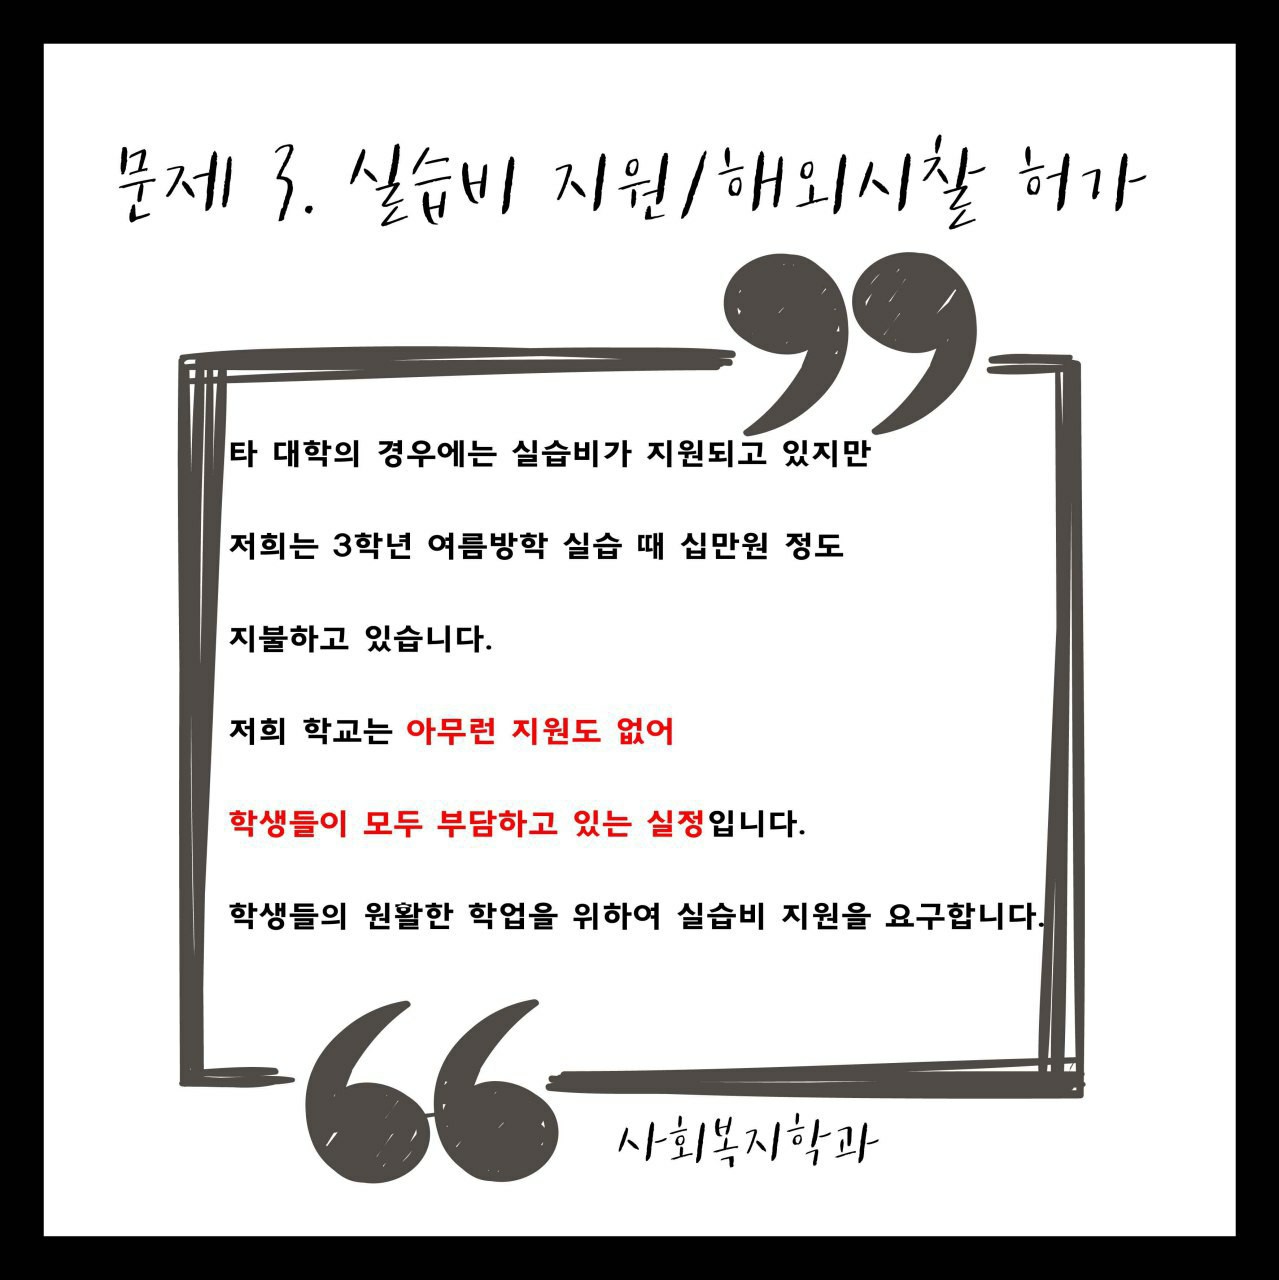 문제 3. 실습비 지원/해외시찰 허가
타 대학의 경우에는 실습비가 지원되고 있지만
저희는 3학년 여름방학 실습 때 십만원 정도
지불하고 있습니다.
저희 학교는 아무런 지원도 없어
학생들이 모두 부담하고 있는 실정입니다.
학생들의 원활한 학업을 위하여 실습비 지원을 요구합니다.
사회복지학과